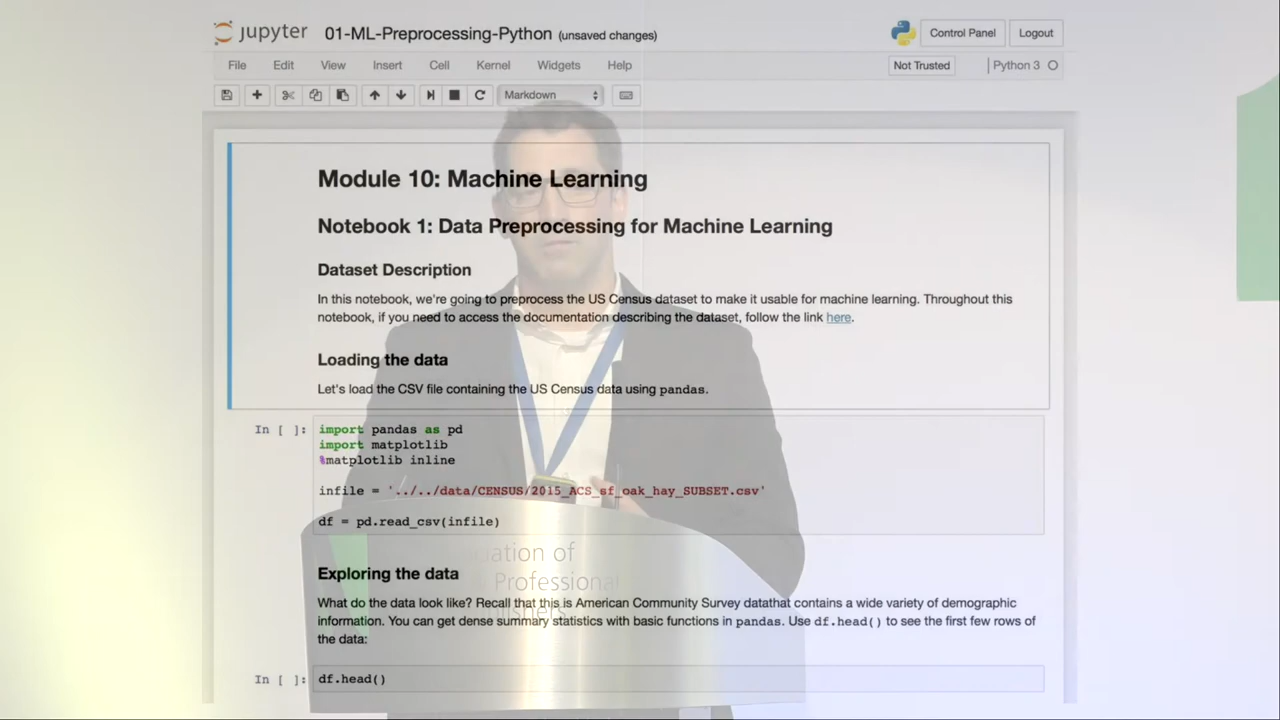 jupyter 01-ML-Preprocessing-Python (unsaved changes)
Control Panel Logout
File Edit View Insert Cell Kernel Widgets Help
Not Trusted Python 3
Markdown
Module 10: Machine Learning
Notebook 1: Data Preprocessing for Machine Learning
Dataset Description
In this notebook, we're going to preprocess the US Census dataset to make it usable for machine learning. Throughout this
notebook, if you need to access the documentation describing the dataset, follow the link here.
Loading the data
Let's load the CSV file containing the US Census data using pandas.
In [ ]: import pandas as pd
import matplotlib
%matplotlib inline
infile = '../../data/CENSUS/2015_ACS_sf_oak_hay_SUBSET.csv'
df = pd.read_csv(infile)
of
Professional
Exploring the data
What do the data look like? Recall that this is American Community Survey datathat contains a wide variety of demographic
information. You can get dense summary statistics with basic functions in pandas. Use df.head() to see the first few rows of
the data:
In [ ]: df.head()